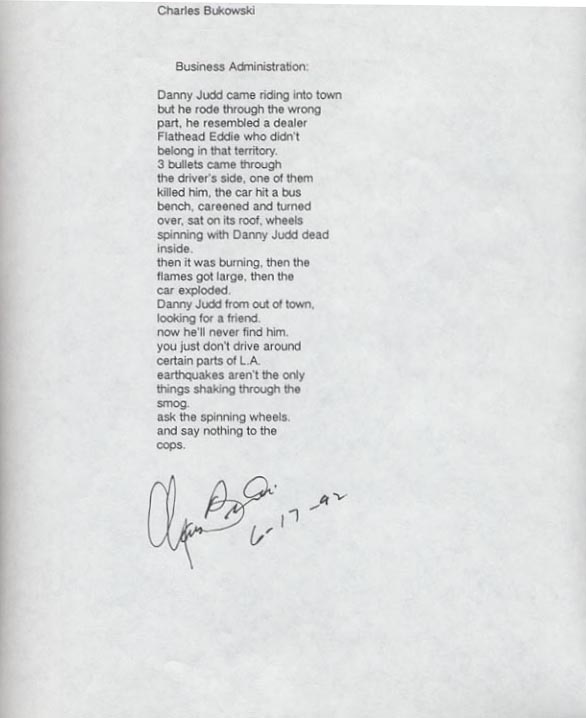 Charles Bukowski
Business Administration:
Danny Judd came riding into town
but he rode through the wrong
part, he resembled a dealer
Flathead Eddie who didn't
belong in that territory.
3 bullets came through
the driver's side, one of them
killed him, the car hit a bus
bench, careened and turned
over, sat on its roof, wheels
spinning with Danny Judd dead
inside.
then it was burning, then the
flames got large, then the
car exploded.
Danny Judd from out of town,
looking for a friend.
now he'll never find him.
you just don't drive around
certain parts of L.A.
earthquakes aren't the only
things shaking through the
smog.
ask the spinning wheels.
and say nothing to the
cops.
6-17-92